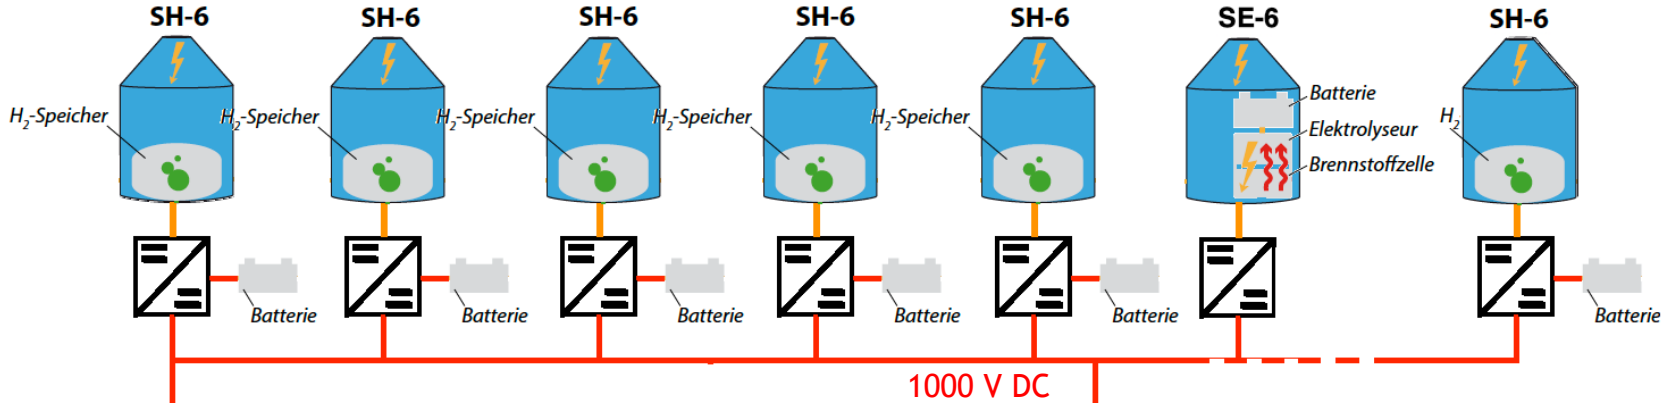 SH-6 SH-6 SH-6 SH-6 SH-6 SE-6 SH-6
Batterie
H₂-Speicher H₂-Speicher H₂-Speicher H₂-Speicher H₂-Speicher H₂
Elektrolyseur
Brennstoffzelle
Batterie Batterie Batterie Batterie Batterie Batterie
1000 V DC